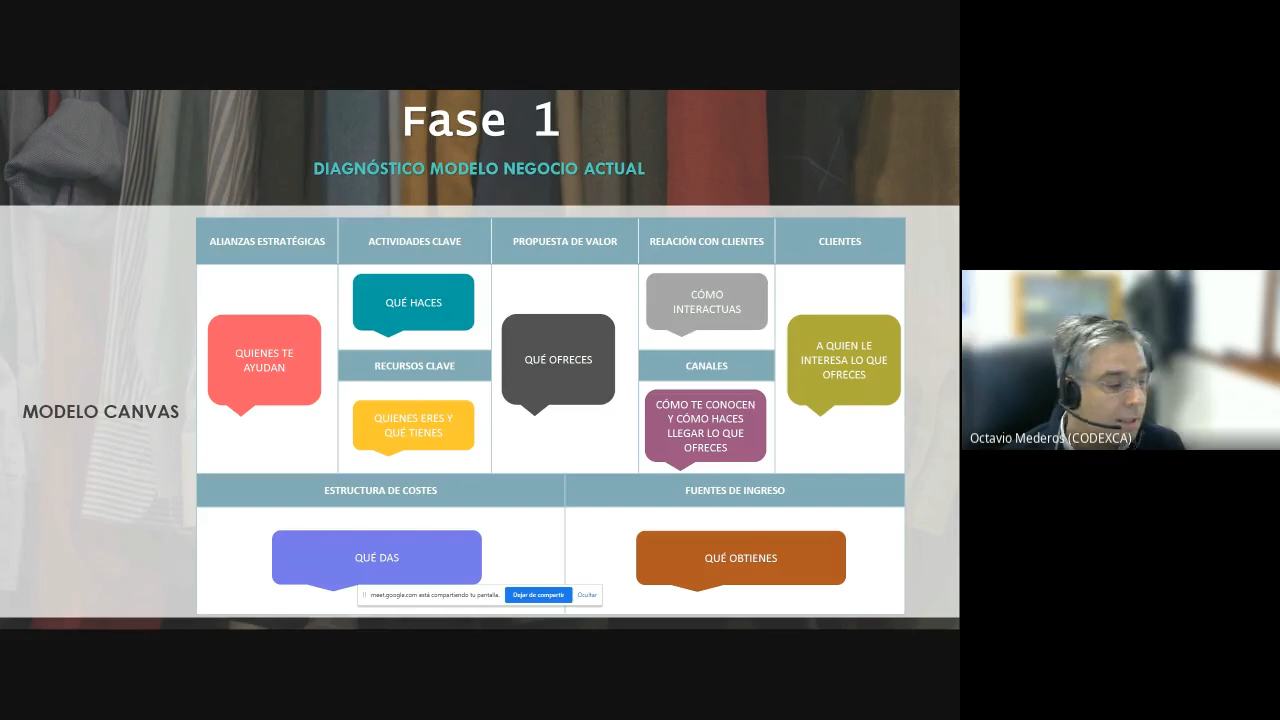 Fase 1
DIAGNÓSTICO MODELO NEGOCIO ACTUAL
MODELO CANVAS
ALIANZAS ESTRATÉGICAS
ACTIVIDADES CLAVE
PROPUESTA DE VALOR
RELACIÓN CON CLIENTES
CLIENTES
QUIENES TE
AYUDAN
QUÉ HACES
RECURSOS CLAVE
QUIENES ERES Y
QUÉ TIENES
QUÉ OFRECES
CÓMO
INTERACTUAS
CANALES
CÓMO TE CONOCEN
Y CÓMO HACES
LLEGAR LO QUE
OFRECES
A QUIEN LE
INTERESA LO QUE
OFRECES
ESTRUCTURA DE COSTES
FUENTES DE INGRESO
QUÉ DAS
QUÉ OBTIENES
meet.google.com está compartiendo tu pantalla.
Dejar de compartir
Ocultar
Octavio Mederos (CODEXCA)